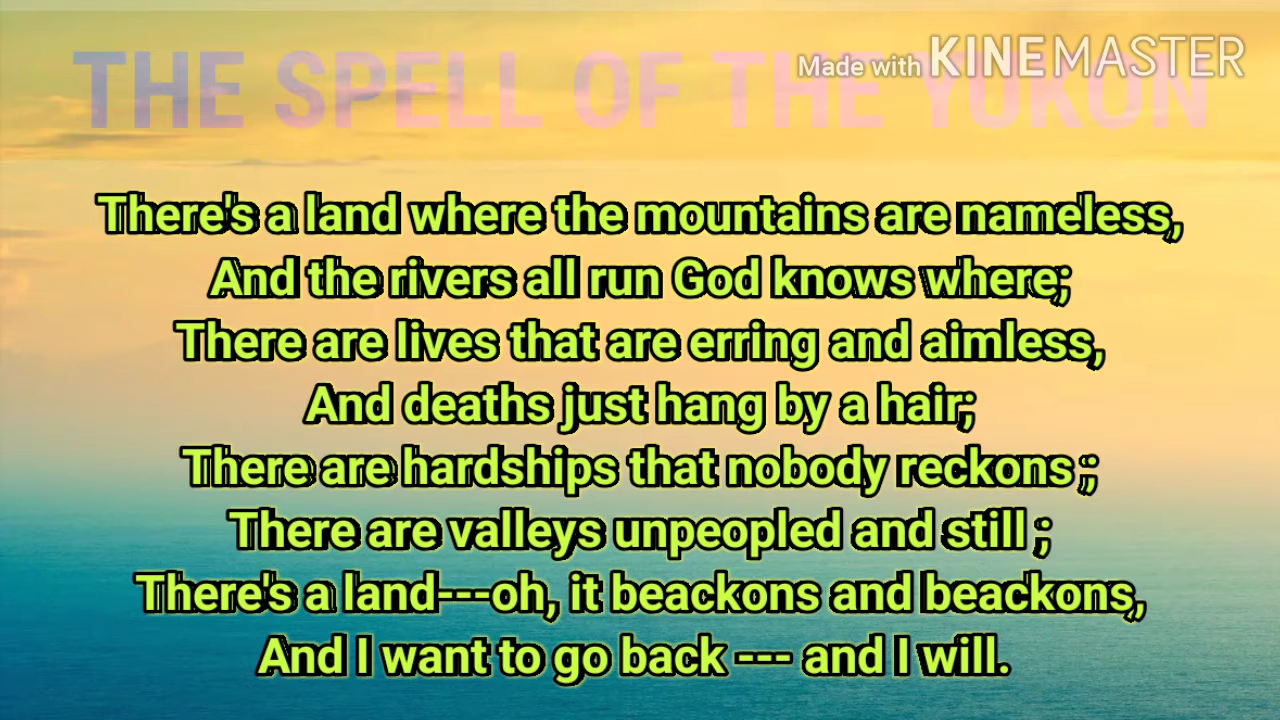 THE SPELL OF THE YUKON
Made with KINEMASTER
There's a land where the mountains are nameless,
And the rivers all run God knows where;
There are lives that are erring and aimless,
And deaths just hang by a hair;
There are hardships that nobody reckons ;
There are valleys unpeopled and still ;
There's a land---oh, it beackons and beackons,
And I want to go back --- and I will.